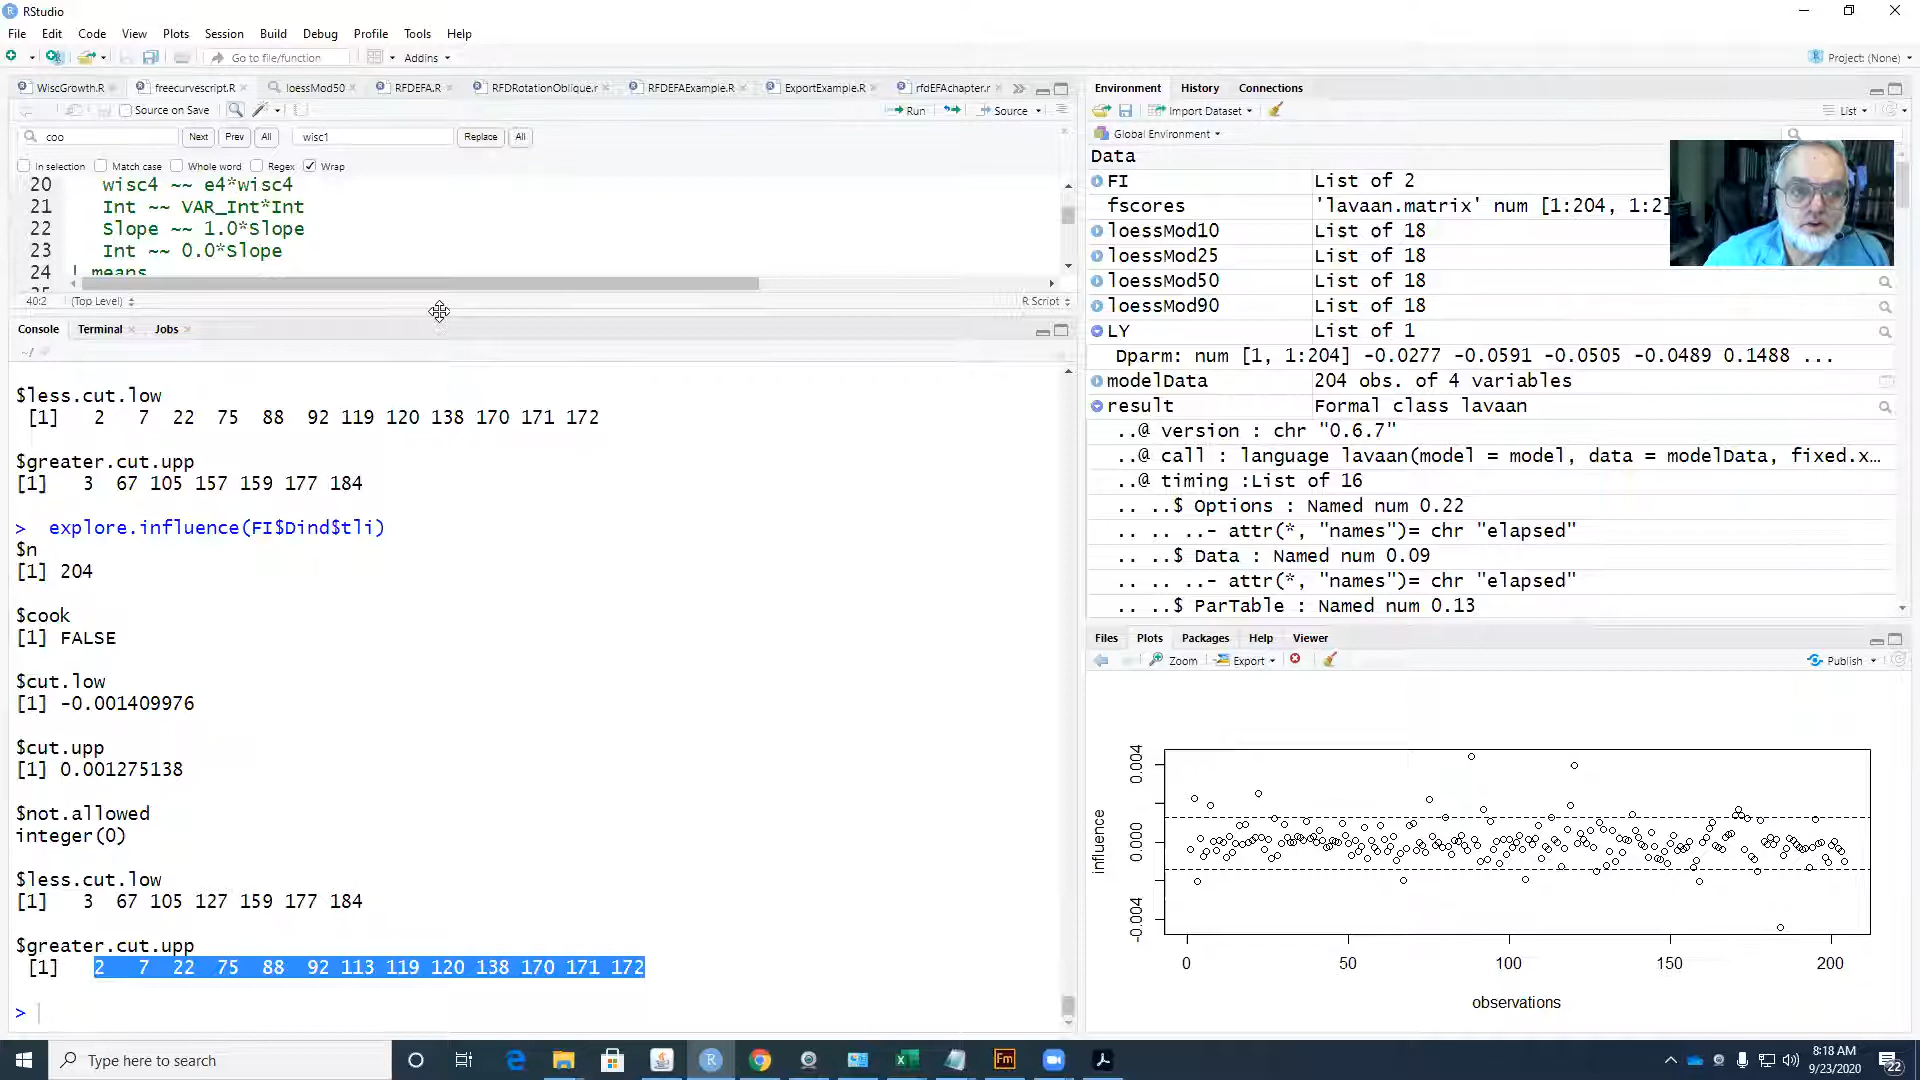 RStudio
File Edit Code View Plots Session Build Debug Profile Tools Help
Go to file/function Addins Project: (None)
WiscGrowth.R freecurvescript.R loessMod50 RFDEFA.R RFDRotationOblique.r RFDEFAExample.R ExportExample.R rfdEFAchapter.r
Source on Save Run Source
coo Next Prev All wisc1 Replace All
In selection Match case Whole word Regex Wrap
20 wisc4 ~~ e4*wisc4
21 Int ~~ VAR_Int*Int
22 Slope ~~ 1.0*Slope
23 Int ~~ 0.0*Slope
24 ! means
40:2 (Top Level) R Script
Console Terminal Jobs
~/
$less.cut.low
[1] 2 7 22 75 88 92 119 120 138 170 171 172
$greater.cut.upp
[1] 3 67 105 157 159 177 184
> explore.influence(FI$Dind$tli)
$n
[1] 204
$cook
[1] FALSE
$cut.low
[1] -0.001409976
$cut.upp
[1] 0.001275138
$not.allowed
integer(0)
$less.cut.low
[1] 3 67 105 127 159 177 184
$greater.cut.upp
[1] 2 7 22 75 88 92 113 119 120 138 170 171 172
>
Environment History Connections
Import Dataset List
Global Environment
Data
FI List of 2
fscores 'lavaan.matrix' num [1:204, 1:2]
loessMod10 List of 18
loessMod25 List of 18
loessMod50 List of 18
loessMod90 List of 18
LY List of 1
Dparm: num [1, 1:204] -0.0277 -0.0591 -0.0505 -0.0489 0.1488 ...
modelData 204 obs. of 4 variables
result Formal class lavaan
..@ version : chr "0.6.7"
..@ call : language lavaan(model = model, data = modelData, fixed.x…
..@ timing :List of 16
.. ..$ Options : Named num 0.22
.. .. ..- attr(*, "names")= chr "elapsed"
.. ..$ Data : Named num 0.09
.. .. ..- attr(*, "names")= chr "elapsed"
.. ..$ ParTable : Named num 0.13
Files Plots Packages Help Viewer
Zoom Export Publish
influence
0.004
0.000
-0.004
0 50 100 150 200
observations
Type here to search
Fm
8:18 AM
9/23/2020
22